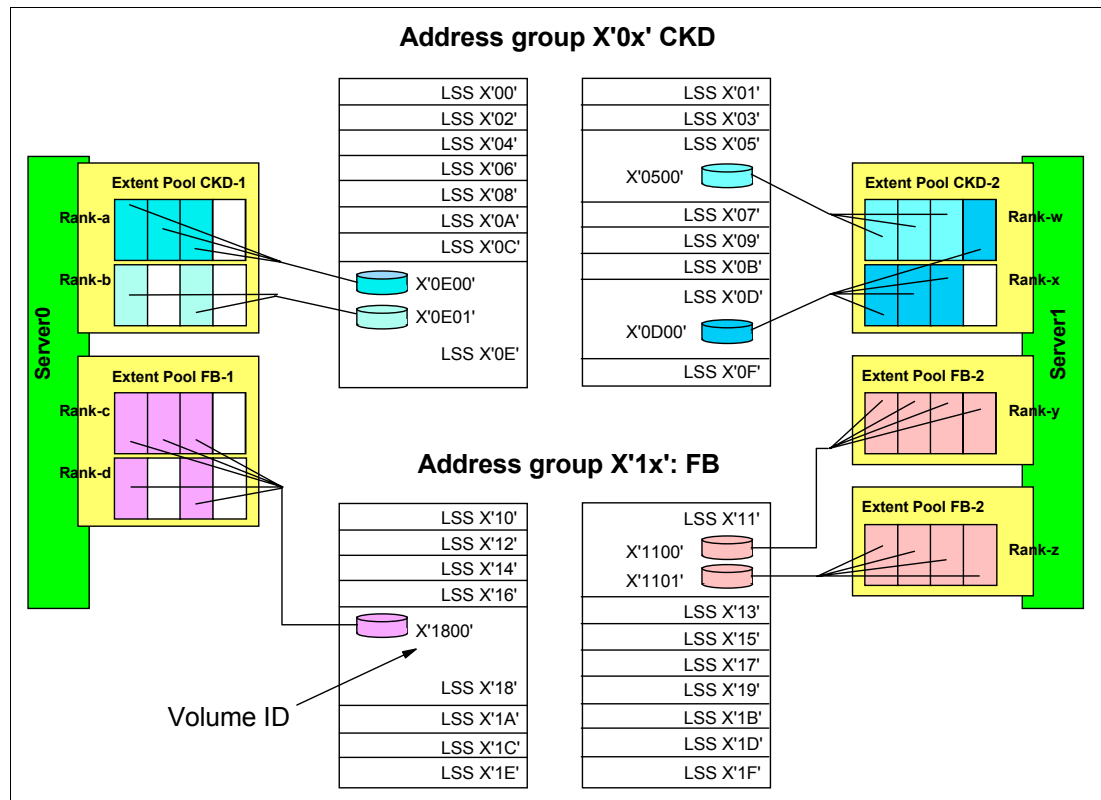 Address group X'0x' CKD
LSS X'00'
LSS X'02'
LSS X'04'
LSS X'06'
LSS X'08'
LSS X'0A'
LSS X'0C'
X'0E00'
X'0E01'
LSS X'0E'
LSS X'01'
LSS X'03'
LSS X'05'
X'0500'
LSS X'07'
LSS X'09'
LSS X'0B'
LSS X'0D'
X'0D00'
LSS X'0F'
Server0
Extent Pool CKD-1
Rank-a
Rank-b
Extent Pool FB-1
Rank-c
Rank-d
Extent Pool CKD-2
Rank-w
Rank-x
Server1
Extent Pool FB-2
Rank-y
Extent Pool FB-2
Rank-z
Address group X'1x': FB
LSS X'10'
LSS X'12'
LSS X'14'
LSS X'16'
X'1800'
LSS X'18'
Volume ID
LSS X'1A'
LSS X'1C'
LSS X'1E'
LSS X'11'
X'1100'
X'1101'
LSS X'13'
LSS X'15'
LSS X'17'
LSS X'19'
LSS X'1B'
LSS X'1D'
LSS X'1F'